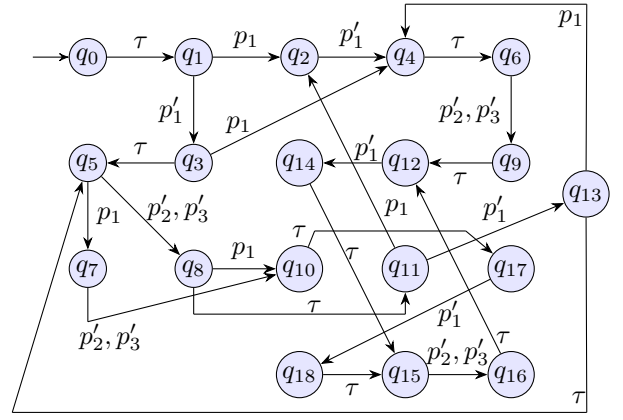 p₁
τ p₁ p′₁ τ
q₀ q₁ q₂ q₄ q₆
p′₁ p₁ p′₂, p′₃
τ p′₁ τ
q₅ q₃ q₁₄ q₁₂ q₉
q₁₃
p₁ p′₂, p′₃ p₁ p′₁
p₁ τ τ
q₇ q₈ q₁₀ q₁₁ q₁₇
τ p′₁
p′₂, p′₃ p′₂, p′₃ τ
q₁₈ τ q₁₅ q₁₆
τ